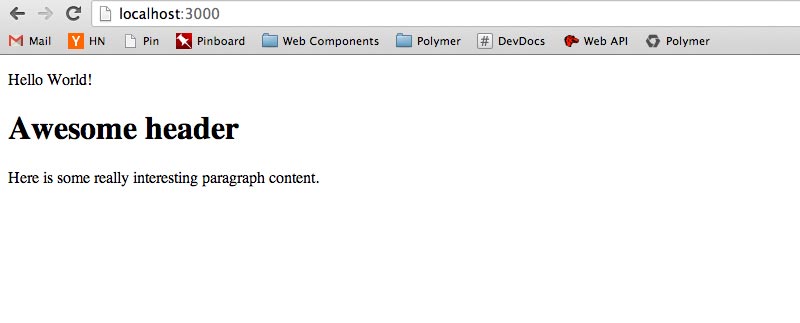 localhost:3000
Mail Y HN Pin Pinboard Web Components Polymer # DevDocs Web API Polymer
Hello World!
Awesome header
Here is some really interesting paragraph content.